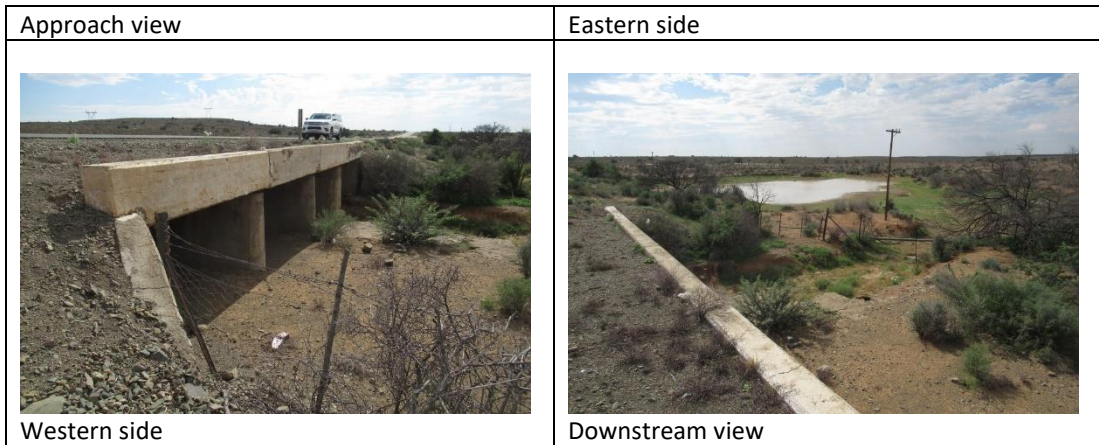 Approach view
Eastern side
Western side
Downstream view